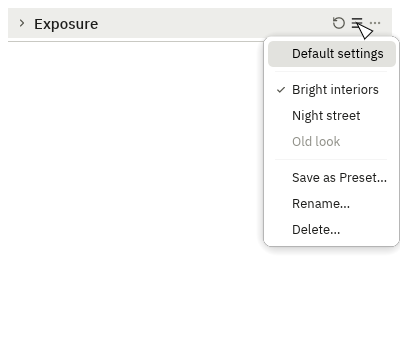 Exposure
Default settings
Bright interiors
Night street
Old look
Save as Preset...
Rename...
Delete...